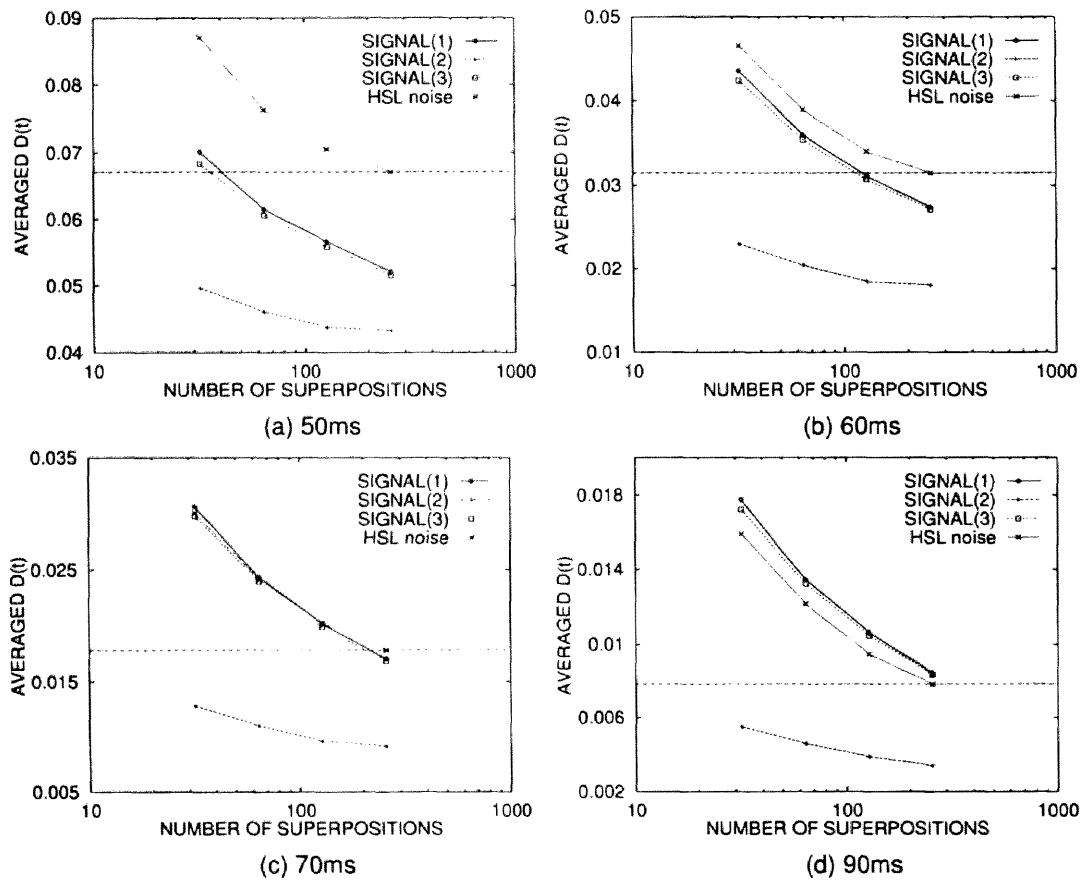 0.09
0.08
0.07
0.06
0.05
0.04
AVERAGED D(t)
SIGNAL(1)
SIGNAL(2)
SIGNAL(3)
HSL noise
10
100
1000
NUMBER OF SUPERPOSITIONS
(a) 50ms
0.05
0.04
0.03
0.02
0.01
AVERAGED D(t)
SIGNAL(1)
SIGNAL(2)
SIGNAL(3)
HSL noise
10
100
1000
NUMBER OF SUPERPOSITIONS
(b) 60ms
0.035
0.025
0.015
0.005
AVERAGED D(t)
SIGNAL(1)
SIGNAL(2)
SIGNAL(3)
HSL noise
10
100
1000
NUMBER OF SUPERPOSITIONS
(c) 70ms
0.018
0.014
0.01
0.006
0.002
AVERAGED D(t)
SIGNAL(1)
SIGNAL(2)
SIGNAL(3)
HSL noise
10
100
1000
NUMBER OF SUPERPOSITIONS
(d) 90ms